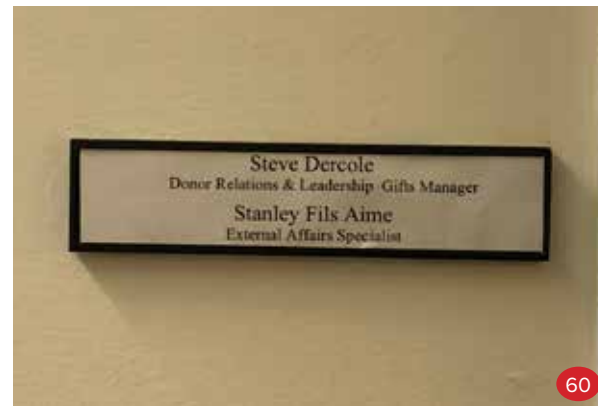 Steve Dercole
Donor Relations & Leadership Gifts Manager
Stanley Fils Aime
External Affairs Specialist
60